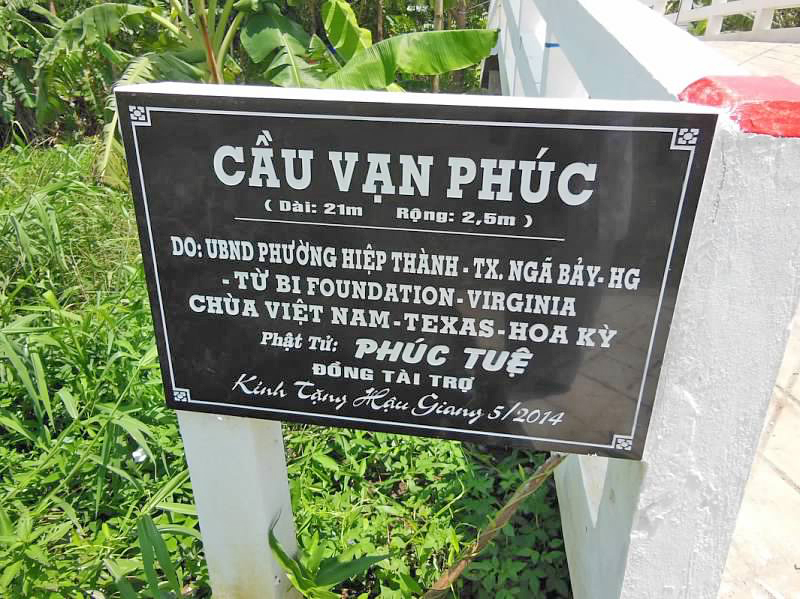 CẦU VẠN PHÚC
( Dài: 21m Rộng: 2,5m )
DO: UBND PHƯỜNG HIỆP THÀNH - TX. NGÃ BẢY - HG
- TỪ BI FOUNDATION - VIRGINIA
CHÙA VIỆT NAM - TEXAS - HOA KỲ
Phật Tử: PHÚC TUỆ
ĐỒNG TÀI TRỢ
Kính Tặng Hậu Giang 5/2014